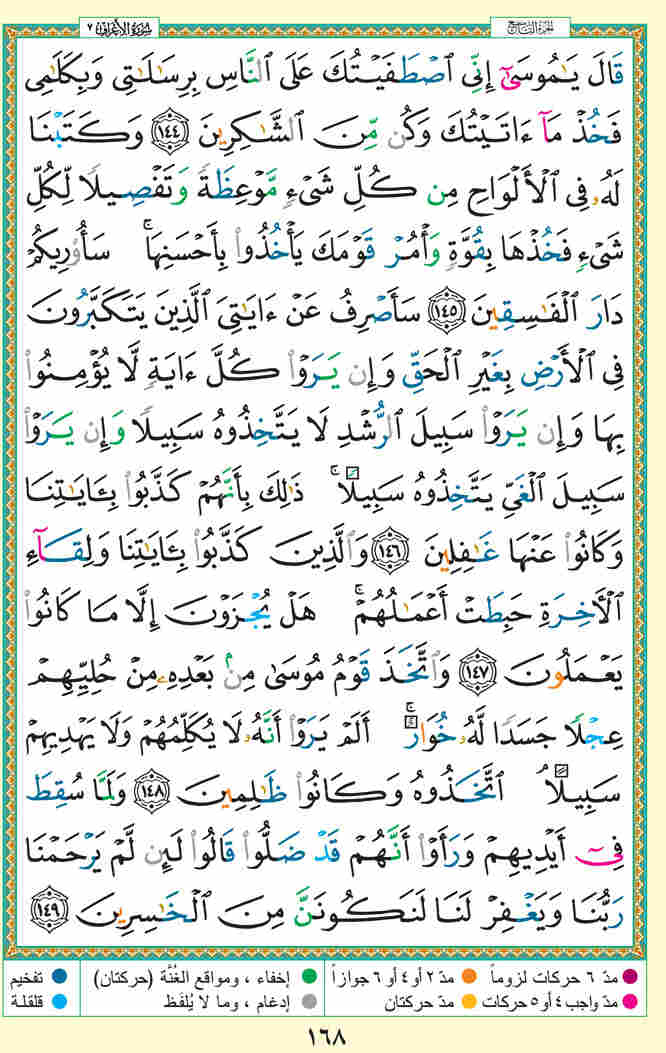 سورة الأعراف ٧
الجزء التاسع
قَالَ يَـٰمُوسَىٰٓ إِنِّى ٱصْطَفَيْتُكَ عَلَى ٱلنَّاسِ بِرِسَـٰلَـٰتِى وَبِكَلَـٰمِى
فَخُذْ مَآ ءَاتَيْتُكَ وَكُن مِّنَ ٱلشَّـٰكِرِينَ ١٤٤ وَكَتَبْنَا
لَهُۥ فِى ٱلْأَلْوَاحِ مِن كُلِّ شَىْءٍ مَّوْعِظَةً وَتَفْصِيلًا لِّكُلِّ
شَىْءٍ فَخُذْهَا بِقُوَّةٍ وَأْمُرْ قَوْمَكَ يَأْخُذُوا۟ بِأَحْسَنِهَا ۚ سَأُو۟رِيكُمْ
دَارَ ٱلْفَـٰسِقِينَ ١٤٥ سَأَصْرِفُ عَنْ ءَايَـٰتِىَ ٱلَّذِينَ يَتَكَبَّرُونَ
فِى ٱلْأَرْضِ بِغَيْرِ ٱلْحَقِّ وَإِن يَرَوْا۟ كُلَّ ءَايَةٍ لَّا يُؤْمِنُوا۟
بِهَا وَإِن يَرَوْا۟ سَبِيلَ ٱلرُّشْدِ لَا يَتَّخِذُوهُ سَبِيلًا وَإِن يَرَوْا۟
سَبِيلَ ٱلْغَىِّ يَتَّخِذُوهُ سَبِيلًا ۚ ذَٰلِكَ بِأَنَّهُمْ كَذَّبُوا۟ بِـَٔايَـٰتِنَا
وَكَانُوا۟ عَنْهَا غَـٰفِلِينَ ١٤٦ وَٱلَّذِينَ كَذَّبُوا۟ بِـَٔايَـٰتِنَا وَلِقَآءِ
ٱلْـَٔاخِرَةِ حَبِطَتْ أَعْمَـٰلُهُمْ ۚ هَلْ يُجْزَوْنَ إِلَّا مَا كَانُوا۟
يَعْمَلُونَ ١٤٧ وَٱتَّخَذَ قَوْمُ مُوسَىٰ مِنۢ بَعْدِهِۦ مِنْ حُلِيِّهِمْ
عِجْلًا جَسَدًا لَّهُۥ خُوَارٌ ۚ أَلَمْ يَرَوْا۟ أَنَّهُۥ لَا يُكَلِّمُهُمْ وَلَا يَهْدِيهِمْ
سَبِيلًا ۘ ٱتَّخَذُوهُ وَكَانُوا۟ ظَـٰلِمِينَ ١٤٨ وَلَمَّا سُقِطَ
فِىٓ أَيْدِيهِمْ وَرَأَوْا۟ أَنَّهُمْ قَدْ ضَلُّوا۟ قَالُوا۟ لَئِن لَّمْ يَرْحَمْنَا
رَبُّنَا وَيَغْفِرْ لَنَا لَنَكُونَنَّ مِنَ ٱلْخَـٰسِرِينَ ١٤٩
مدّ ٦ حركات لزوماً
مدّ ٢ أو ٤ أو ٦ جوازاً
إخفاء ، ومواقع الغُنَّة (حركتان)
تفخيم
مدّ واجب ٤ أو ٥ حركات
مدّ حركتان
إدغام ، وما لا يُلفَظ
قلقلة
١٦٨